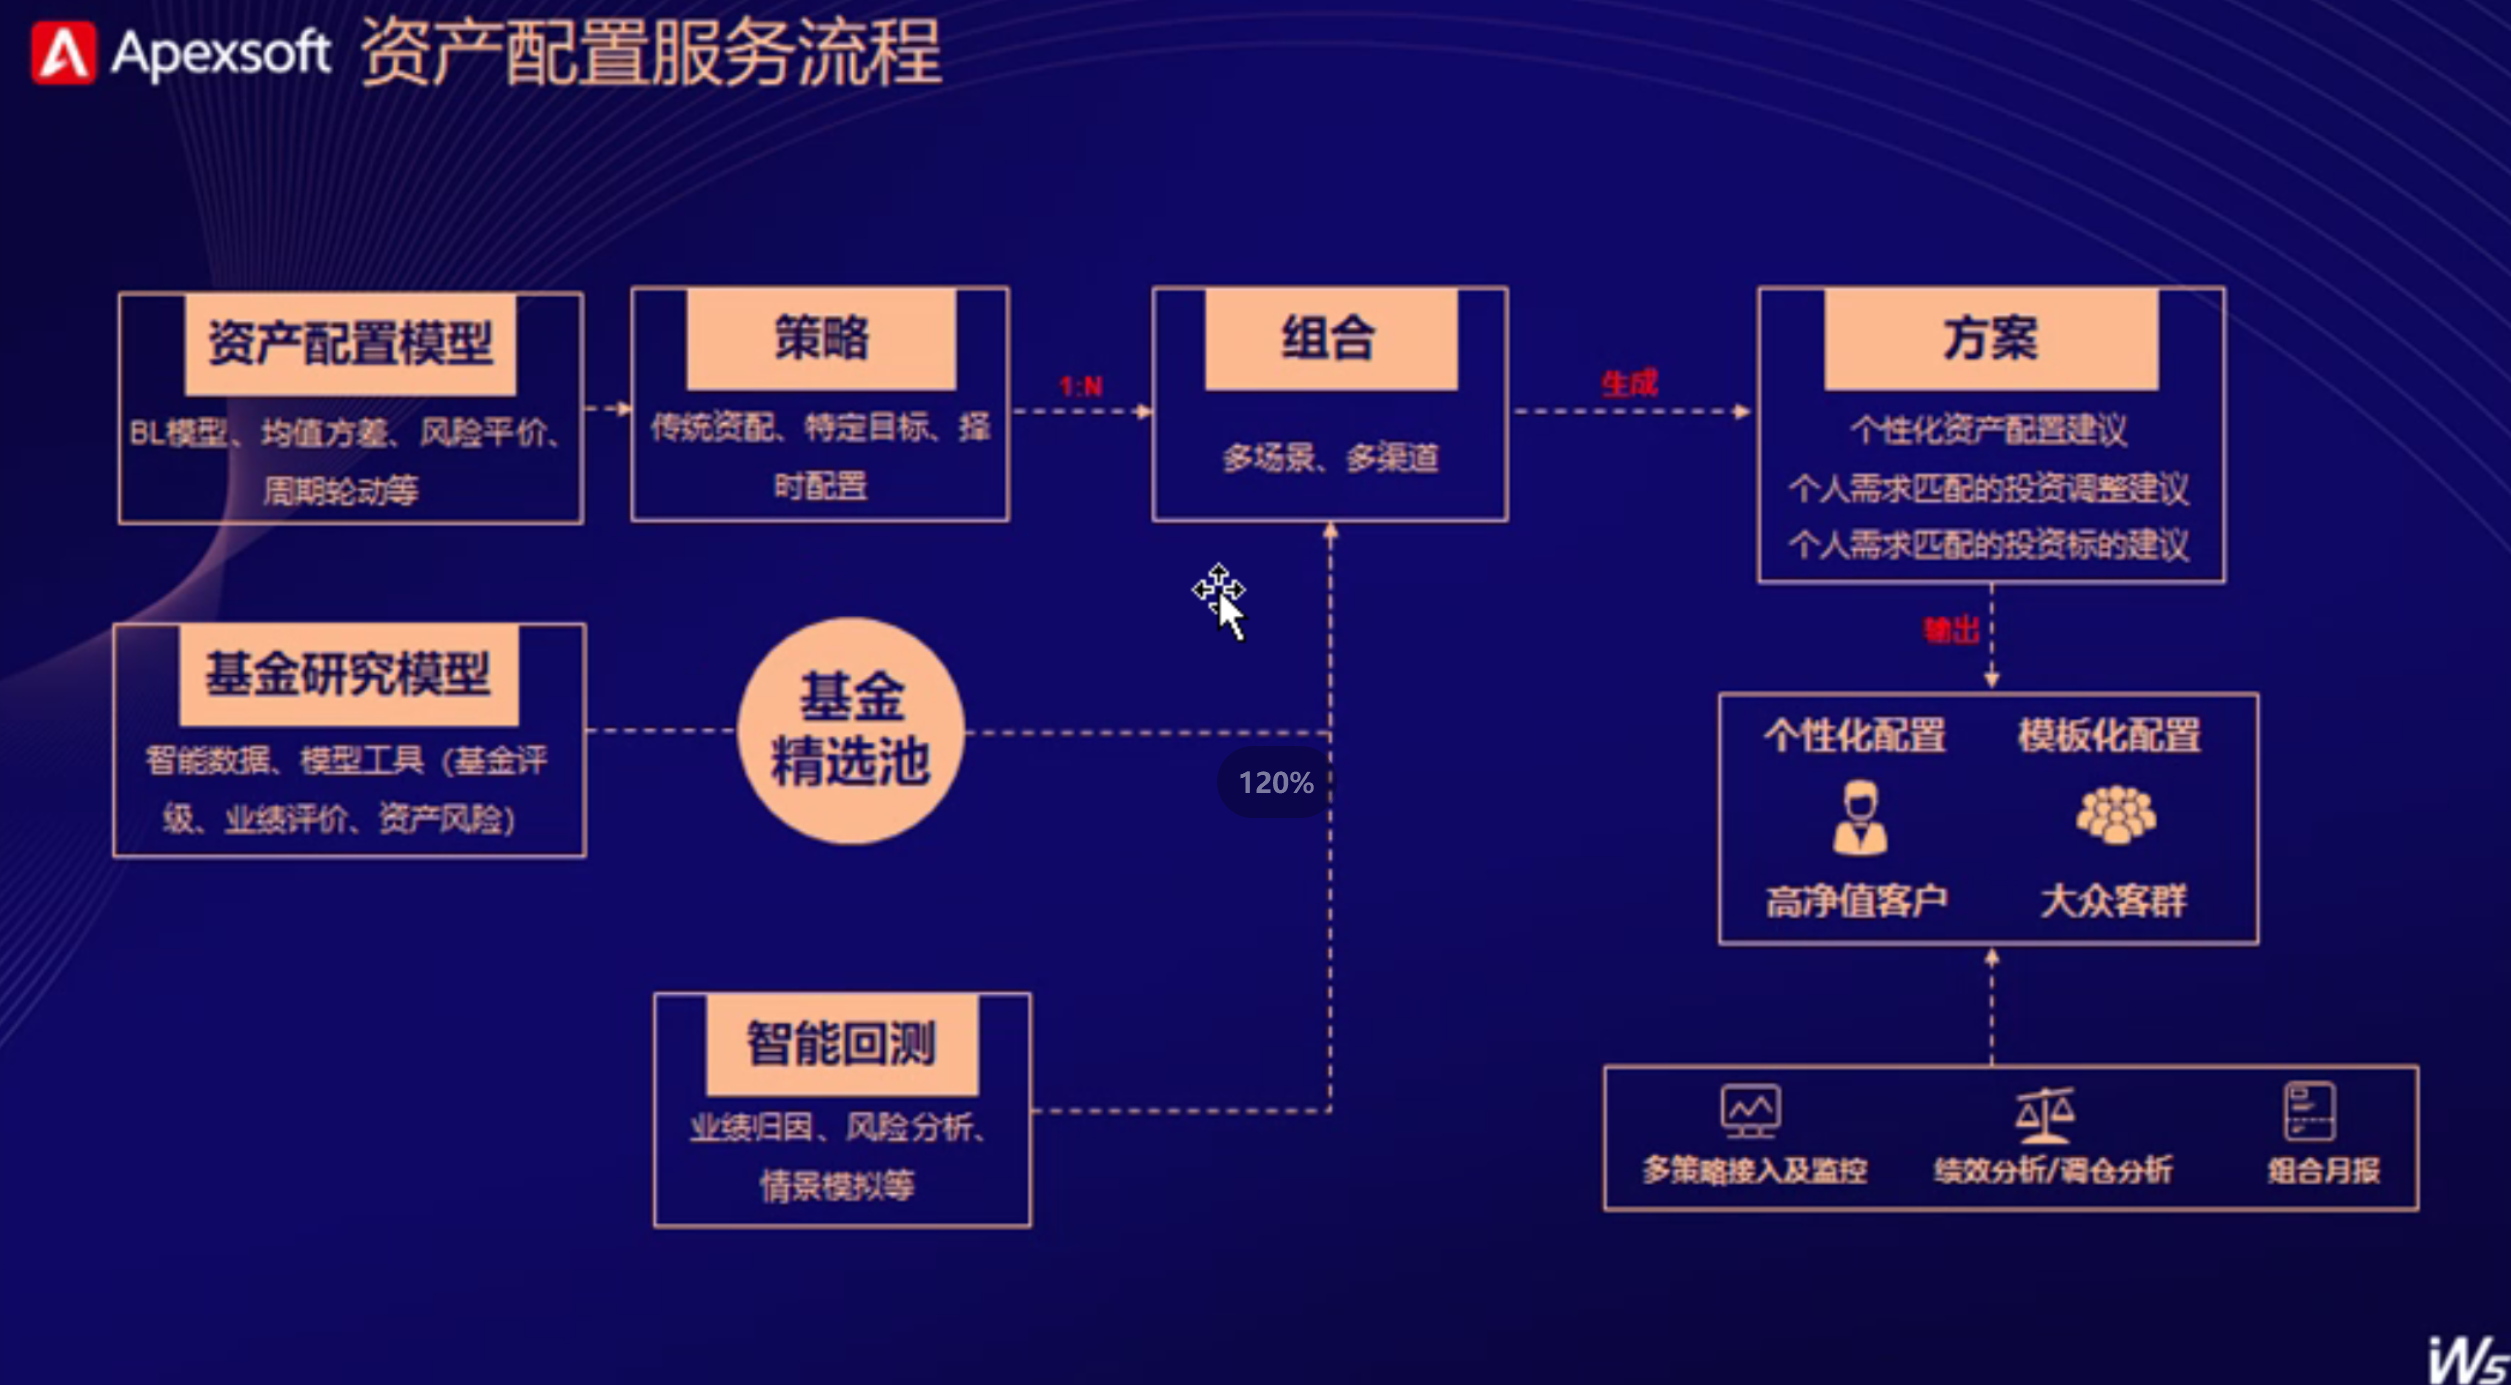 Apexsoft 资产配置服务流程
资产配置模型
BL模型、均值方差、风险平价、
周期轮动等
策略
传统资配、特定目标、择
时配置
1:N
组合
多场景、多渠道
生成
方案
个性化资产配置建议
个人需求匹配的投资调整建议
个人需求匹配的投资标的建议
输出
基金研究模型
智能数据、模型工具（基金评
级、业绩评价、资产风险）
基金
精选池
120%
个性化配置
模板化配置
高净值客户
大众客群
智能回测
业绩归因、风险分析、
情景模拟等
多策略接入及监控
绩效分析/调仓分析
组合月报
iW5